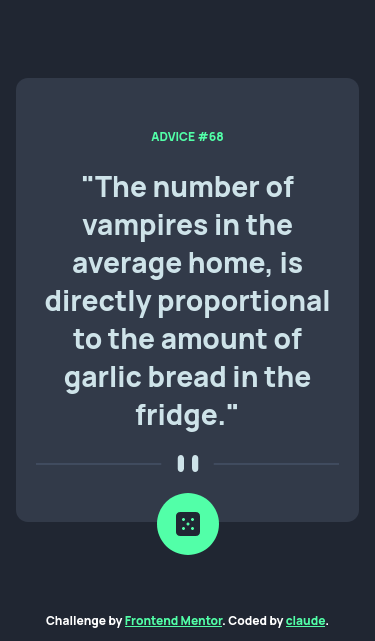 ADVICE #68
"The number of
vampires in the
average home, is
directly proportional
to the amount of
garlic bread in the
fridge."
Challenge by Frontend Mentor. Coded by claude.